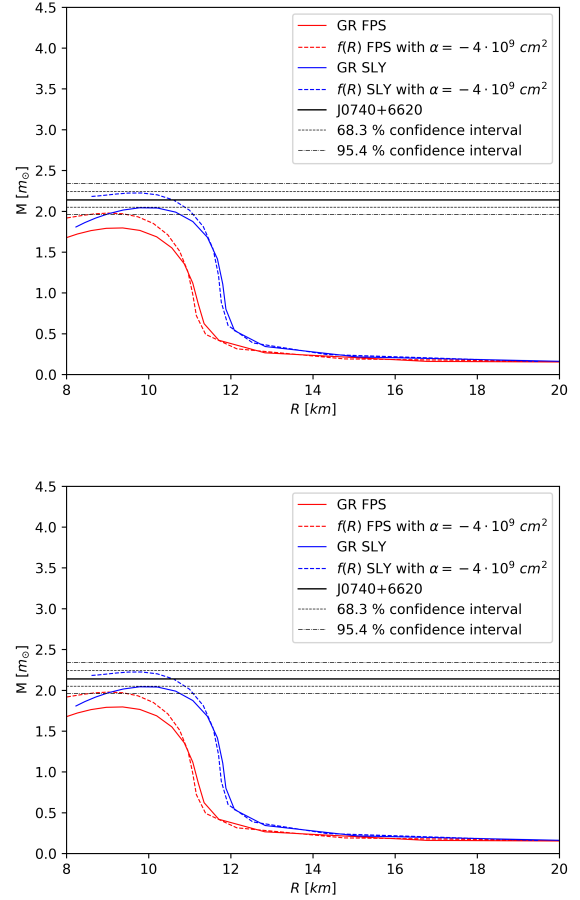 4.5
4.0
3.5
3.0
2.5
2.0
1.5
1.0
0.5
0.0
M [m⊙]
GR FPS
f(R) FPS with α = −4 · 10⁹ cm²
GR SLY
f(R) SLY with α = −4 · 10⁹ cm²
J0740+6620
68.3 % confidence interval
95.4 % confidence interval
8 10 12 14 16 18 20
R [km]
4.5
4.0
3.5
3.0
2.5
2.0
1.5
1.0
0.5
0.0
M [m⊙]
GR FPS
f(R) FPS with α = −4 · 10⁹ cm²
GR SLY
f(R) SLY with α = −4 · 10⁹ cm²
J0740+6620
68.3 % confidence interval
95.4 % confidence interval
8 10 12 14 16 18 20
R [km]